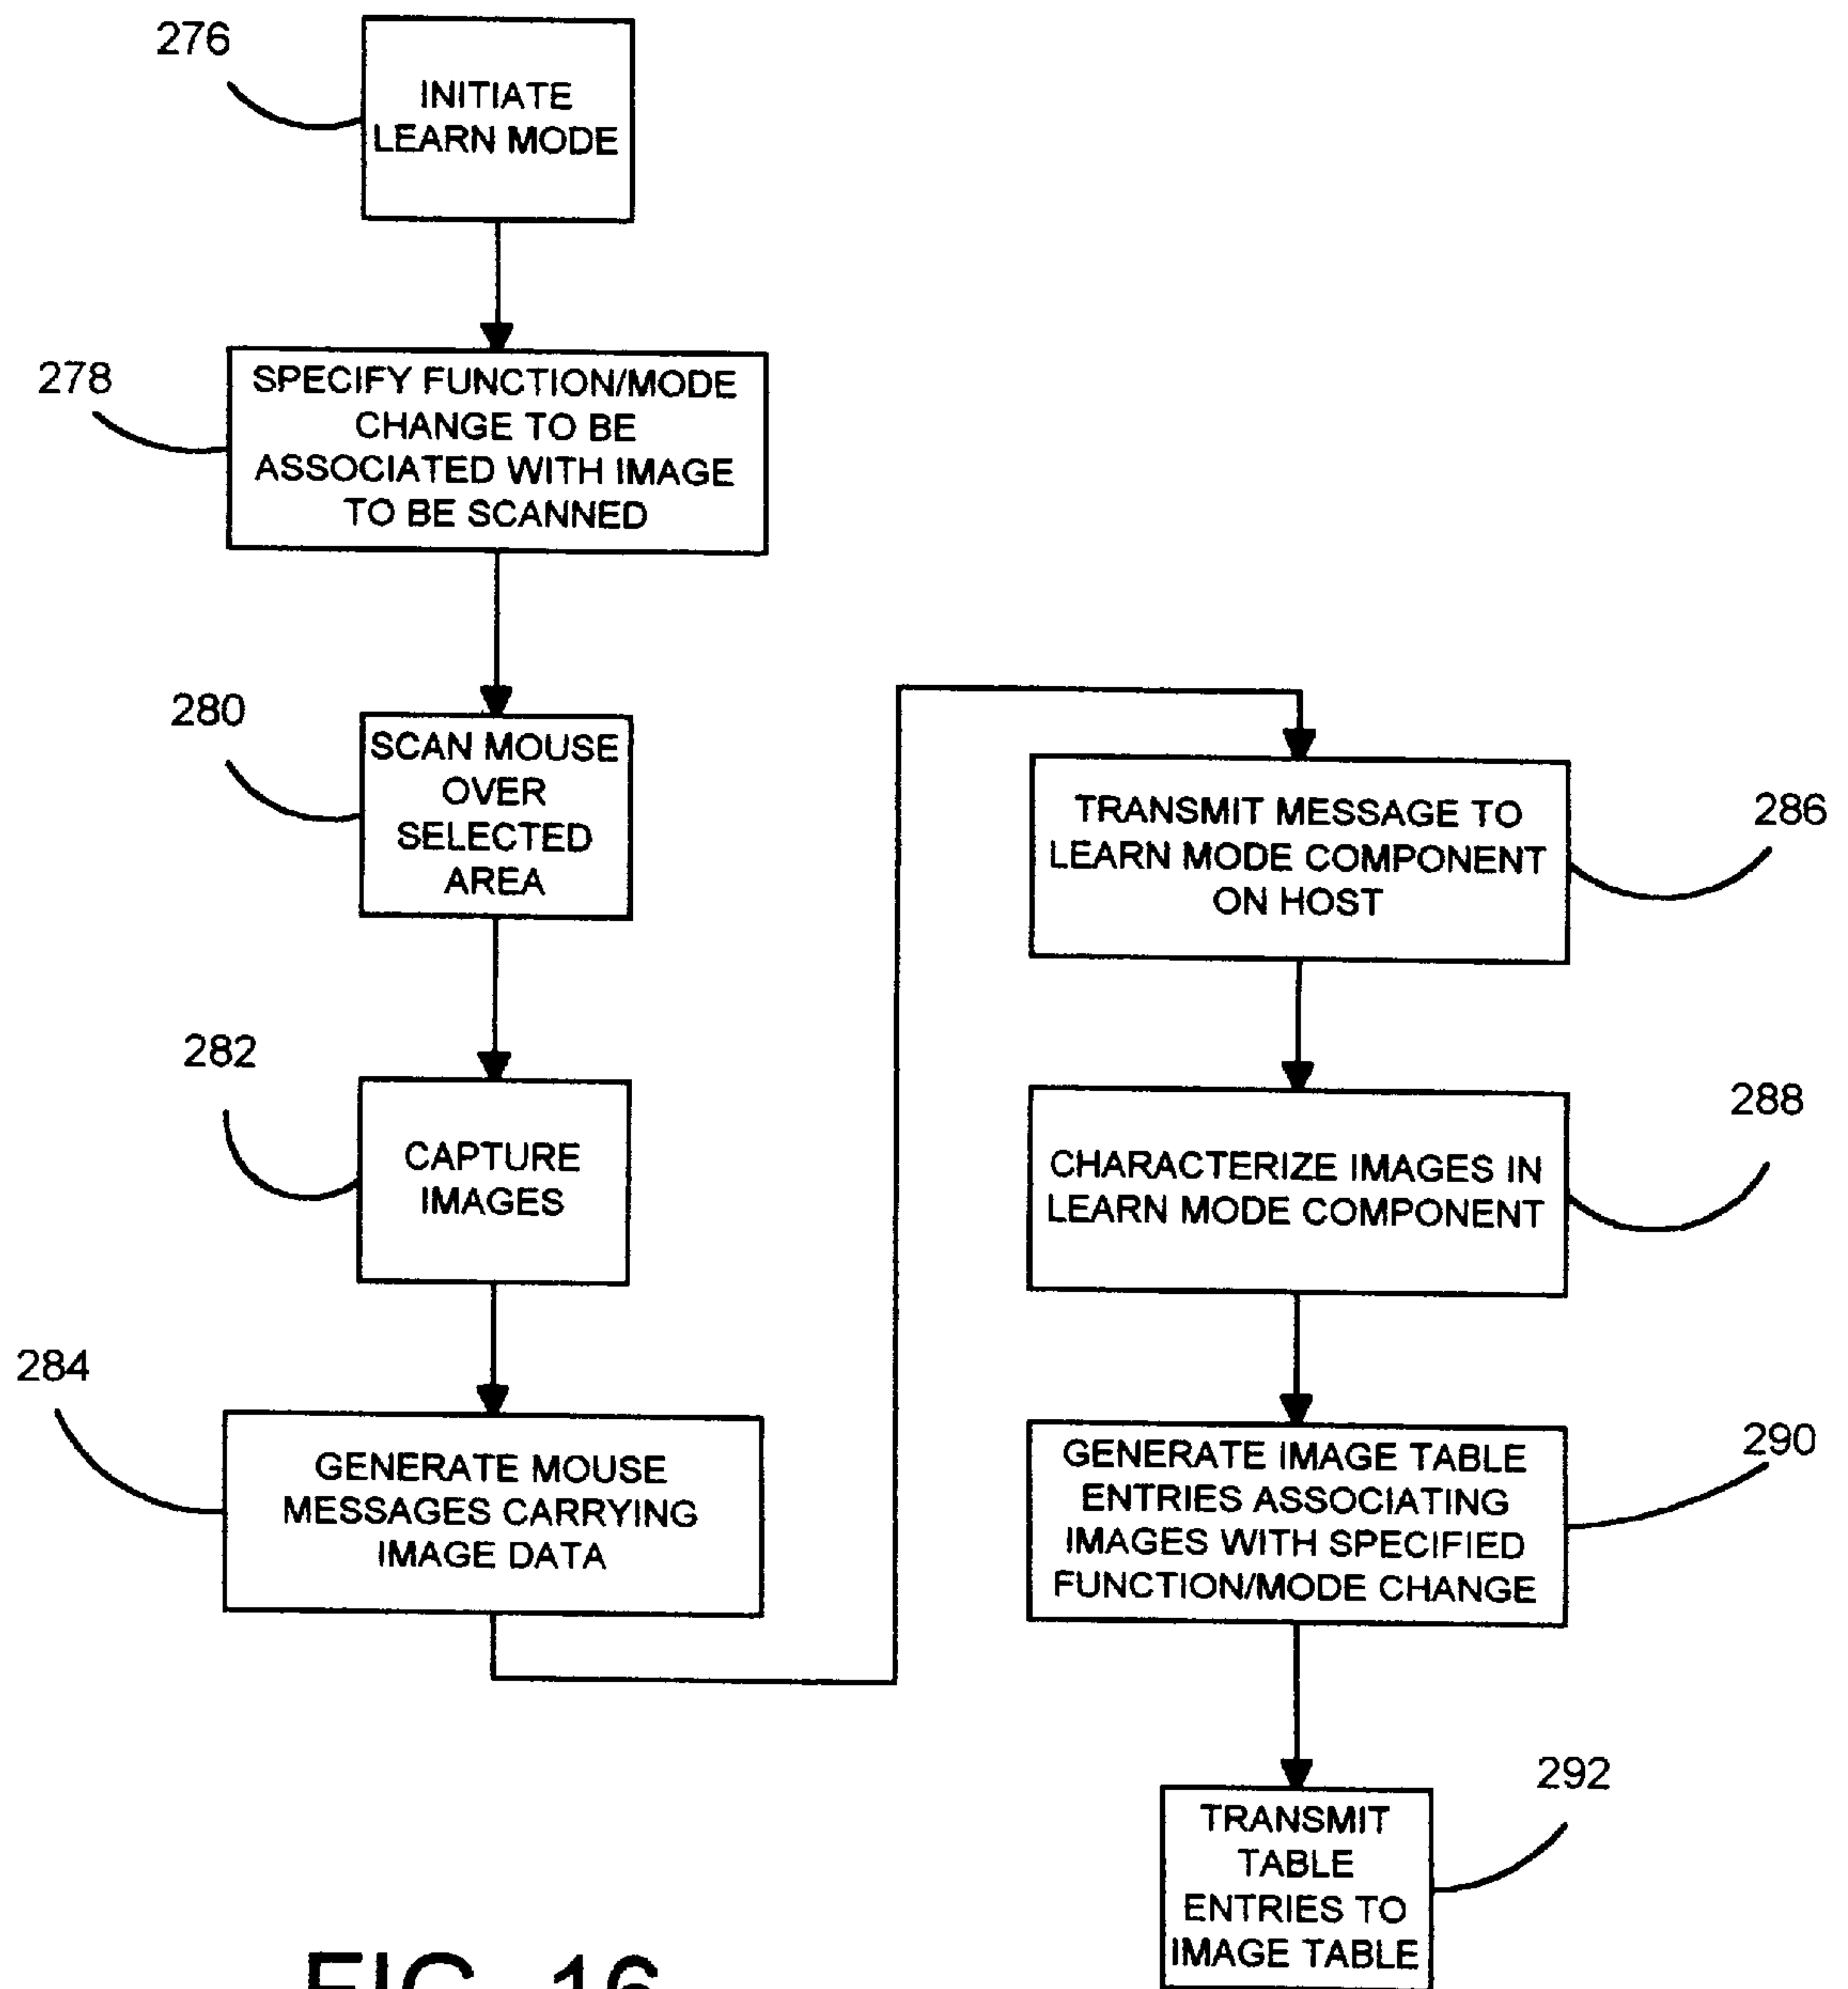 276
INITIATE
LEARN MODE
278
SPECIFY FUNCTION/MODE
CHANGE TO BE
ASSOCIATED WITH IMAGE
TO BE SCANNED
280
SCAN MOUSE
OVER
SELECTED
AREA
282
CAPTURE
IMAGES
284
GENERATE MOUSE
MESSAGES CARRYING
IMAGE DATA
TRANSMIT MESSAGE TO
LEARN MODE COMPONENT
ON HOST
286
CHARACTERIZE IMAGES IN
LEARN MODE COMPONENT
288
GENERATE IMAGE TABLE
ENTRIES ASSOCIATING
IMAGES WITH SPECIFIED
FUNCTION/MODE CHANGE
290
TRANSMIT
TABLE
ENTRIES TO
IMAGE TABLE
292
FIG. 16